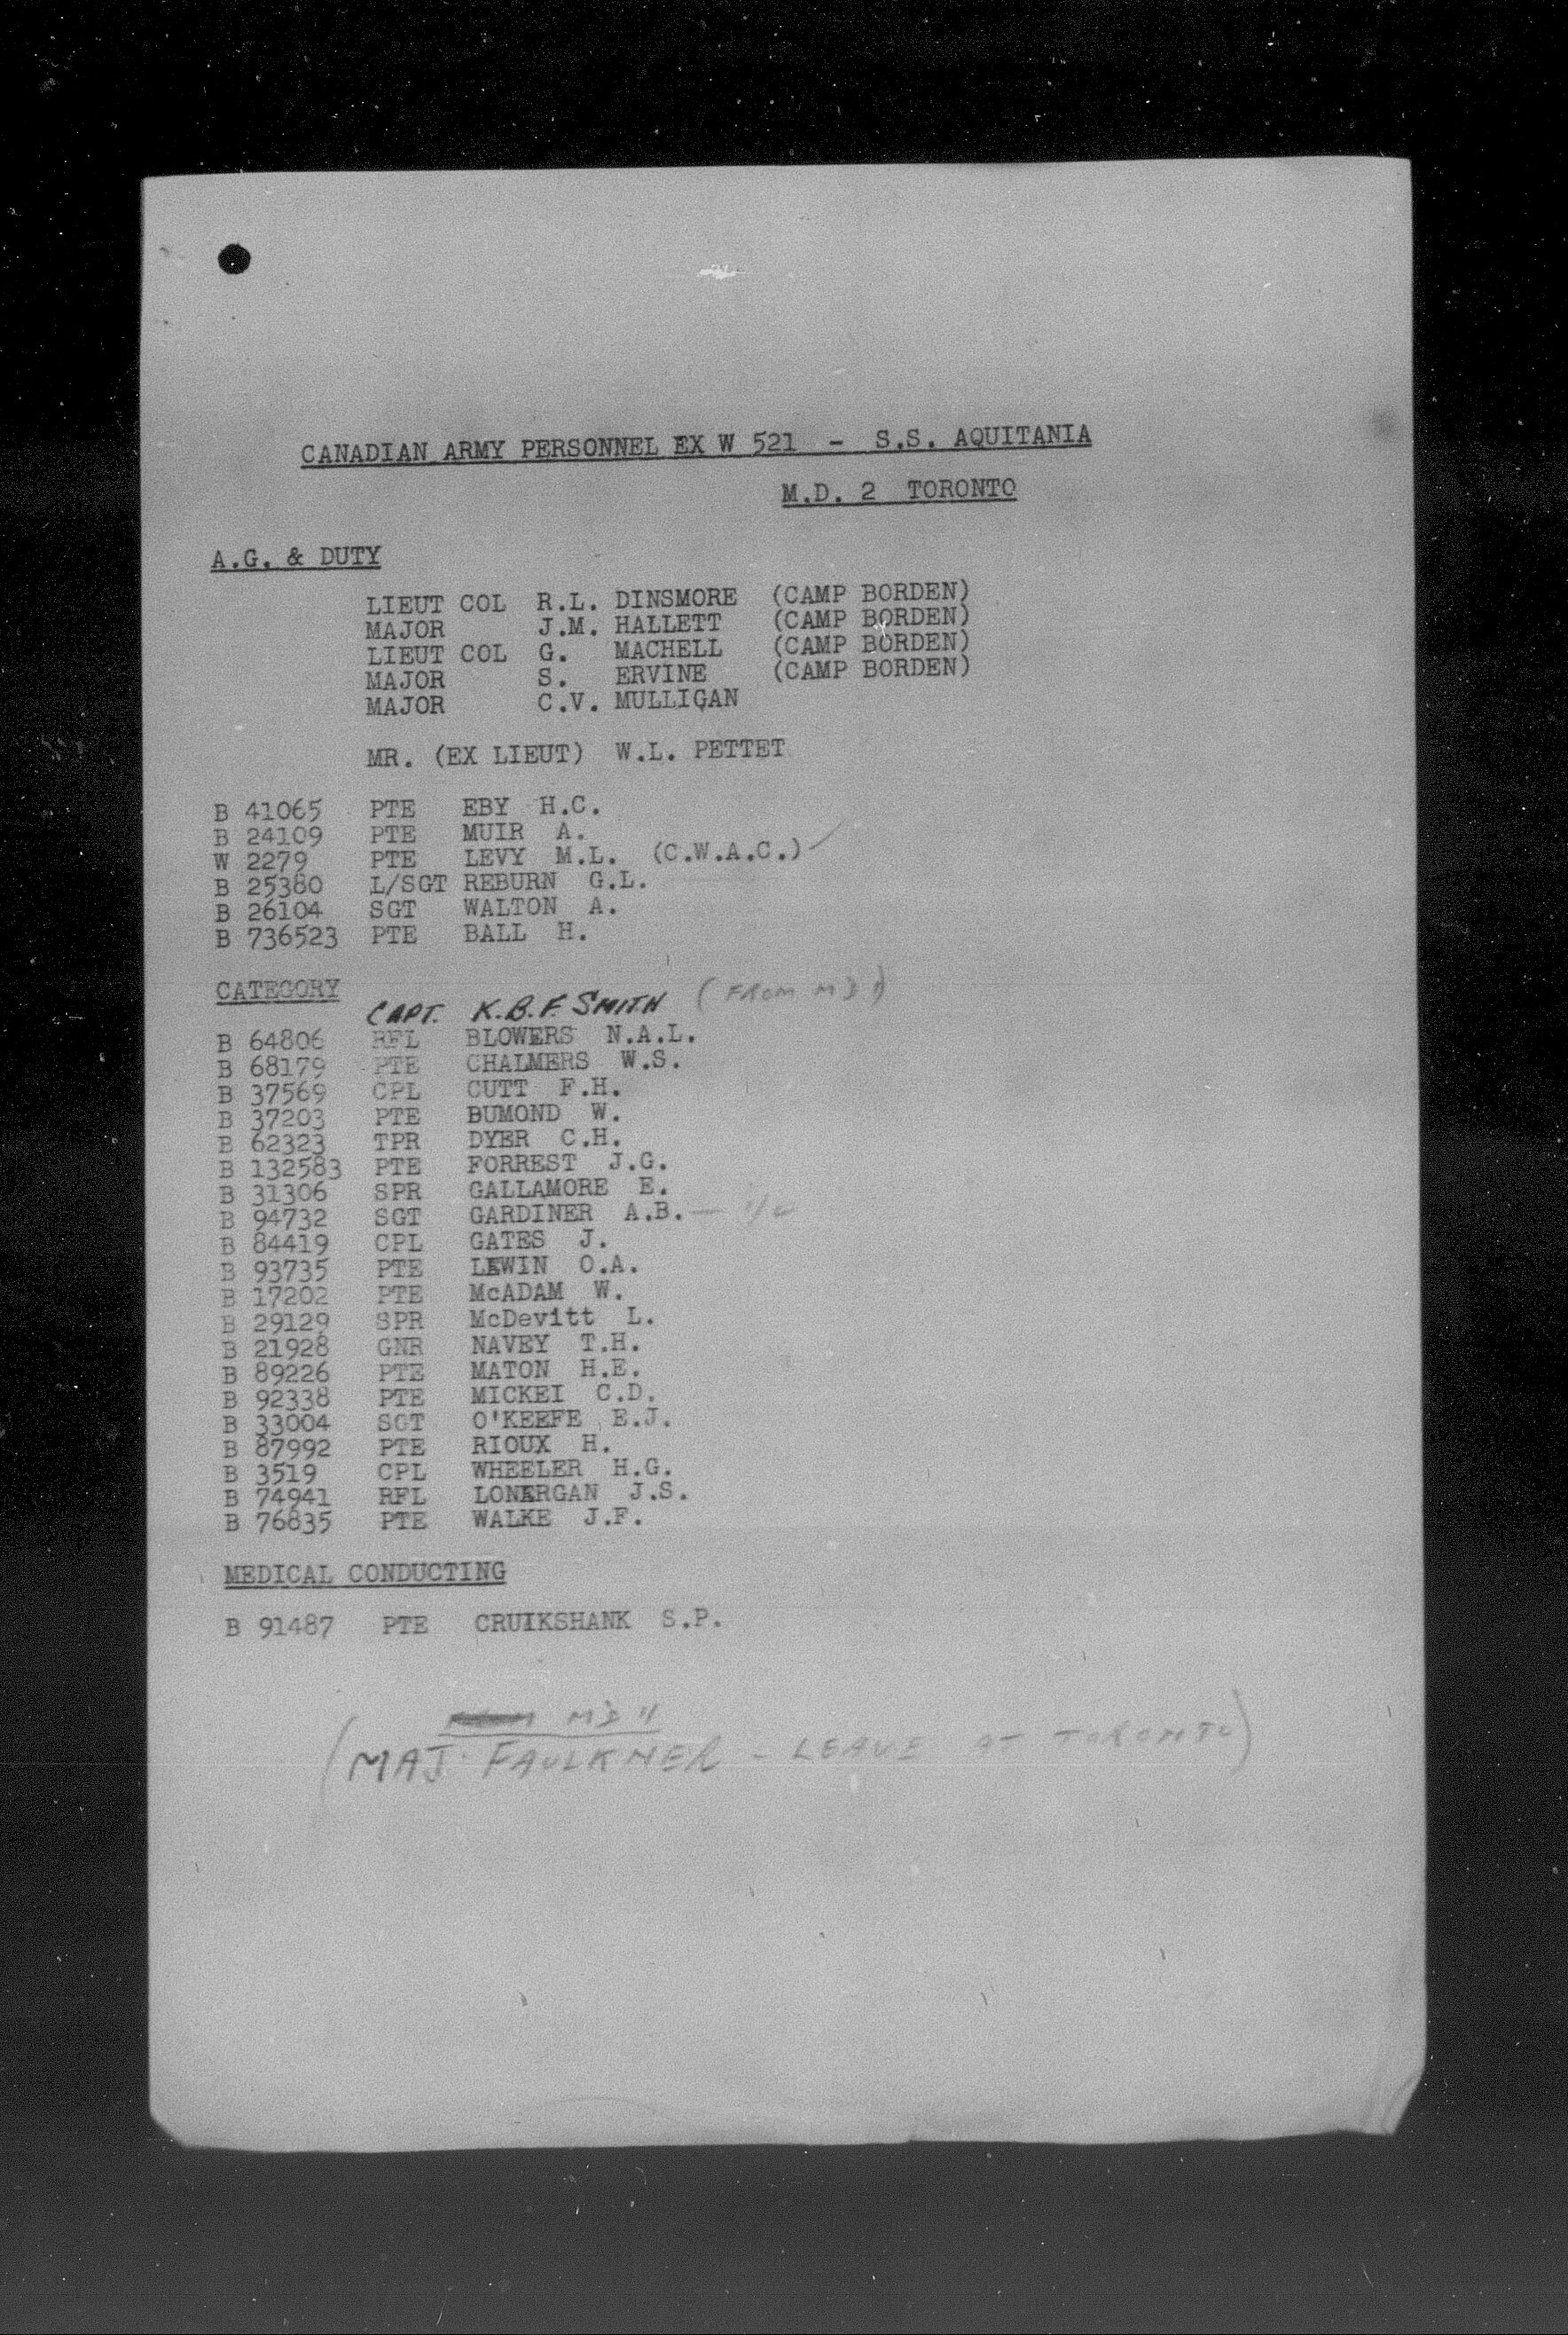 CANADIAN ARMY PERSONNEL EX W 521 - S.S. AQUITANIA
M.D. 2 TORONTO
A.G. & DUTY
LIEUT COL R.L. DINSMORE (CAMP BORDEN)
MAJOR J.M. HALLETT (CAMP BORDEN)
LIEUT COL G. MACHELL (CAMP BORDEN)
MAJOR S. ERVINE (CAMP BORDEN)
MAJOR C.V. MULLIGAN
MR. (EX LIEUT) W.L. PETTET
B 41065 PTE EBY H.C.
B 24109 PTE MUIR A.
W 2279 PTE LEVY M.L. (C.W.A.C.)
B 25380 L/SGT REBURN G.L.
B 26104 SGT WALTON A.
B 736523 PTE BALL H.
CATEGORY
CAPT. K.B.F. SMITH (FROM MD 11)
B 64806 RFL BLOWERS N.A.L.
B 68179 PTE CHALMERS W.S.
B 37569 CPL CUTT F.H.
B 37203 PTE BUMOND W.
B 62323 TPR DYER C.H.
B 132583 PTE FORREST J.G.
B 31306 SPR GALLAMORE E.
B 94732 SGT GARDINER A.B. - i/c
B 84419 CPL GATES J.
B 93735 PTE LEWIN O.A.
B 17202 PTE McADAM W.
B 29129 SPR McDevitt L.
B 21928 GNR NAVEY T.H.
B 89226 PTE MATON H.E.
B 92338 PTE MICKEI C.D.
B 33004 SGT O'KEEFE E.J.
B 87992 PTE RIOUX H.
B 3519 CPL WHEELER H.G.
B 74941 RFL LONERGAN J.S.
B 76835 PTE WALKE J.F.
MEDICAL CONDUCTING
B 91487 PTE CRUIKSHANK S.P.
MD 11
(MAJ. FAULKNER - LEAVE AT TORONTO)